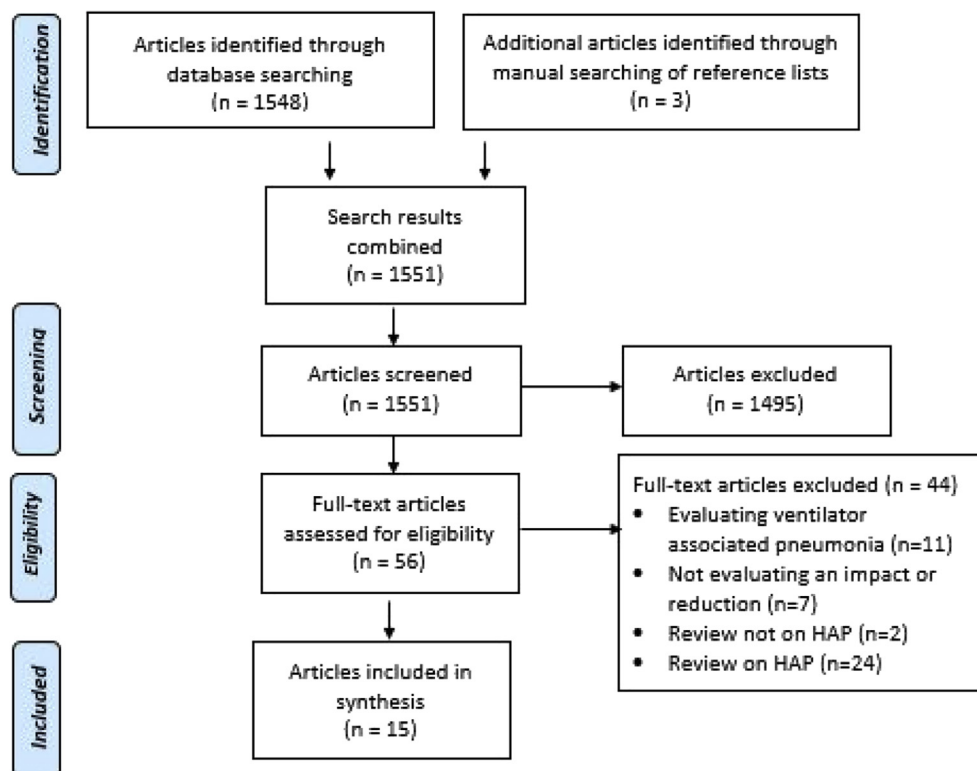 Identification
Articles identified through
database searching
(n = 1548)
Additional articles identified through
manual searching of reference lists
(n = 3)
Search results
combined
(n = 1551)
Screening
Articles screened
(n = 1551)
Articles excluded
(n = 1495)
Eligibility
Full-text articles
assessed for eligibility
(n = 56)
Full-text articles excluded (n = 44)
• Evaluating ventilator
associated pneumonia (n=11)
• Not evaluating an impact or
reduction (n=7)
• Review not on HAP (n=2)
• Review on HAP (n=24)
Included
Articles included in
synthesis
(n = 15)